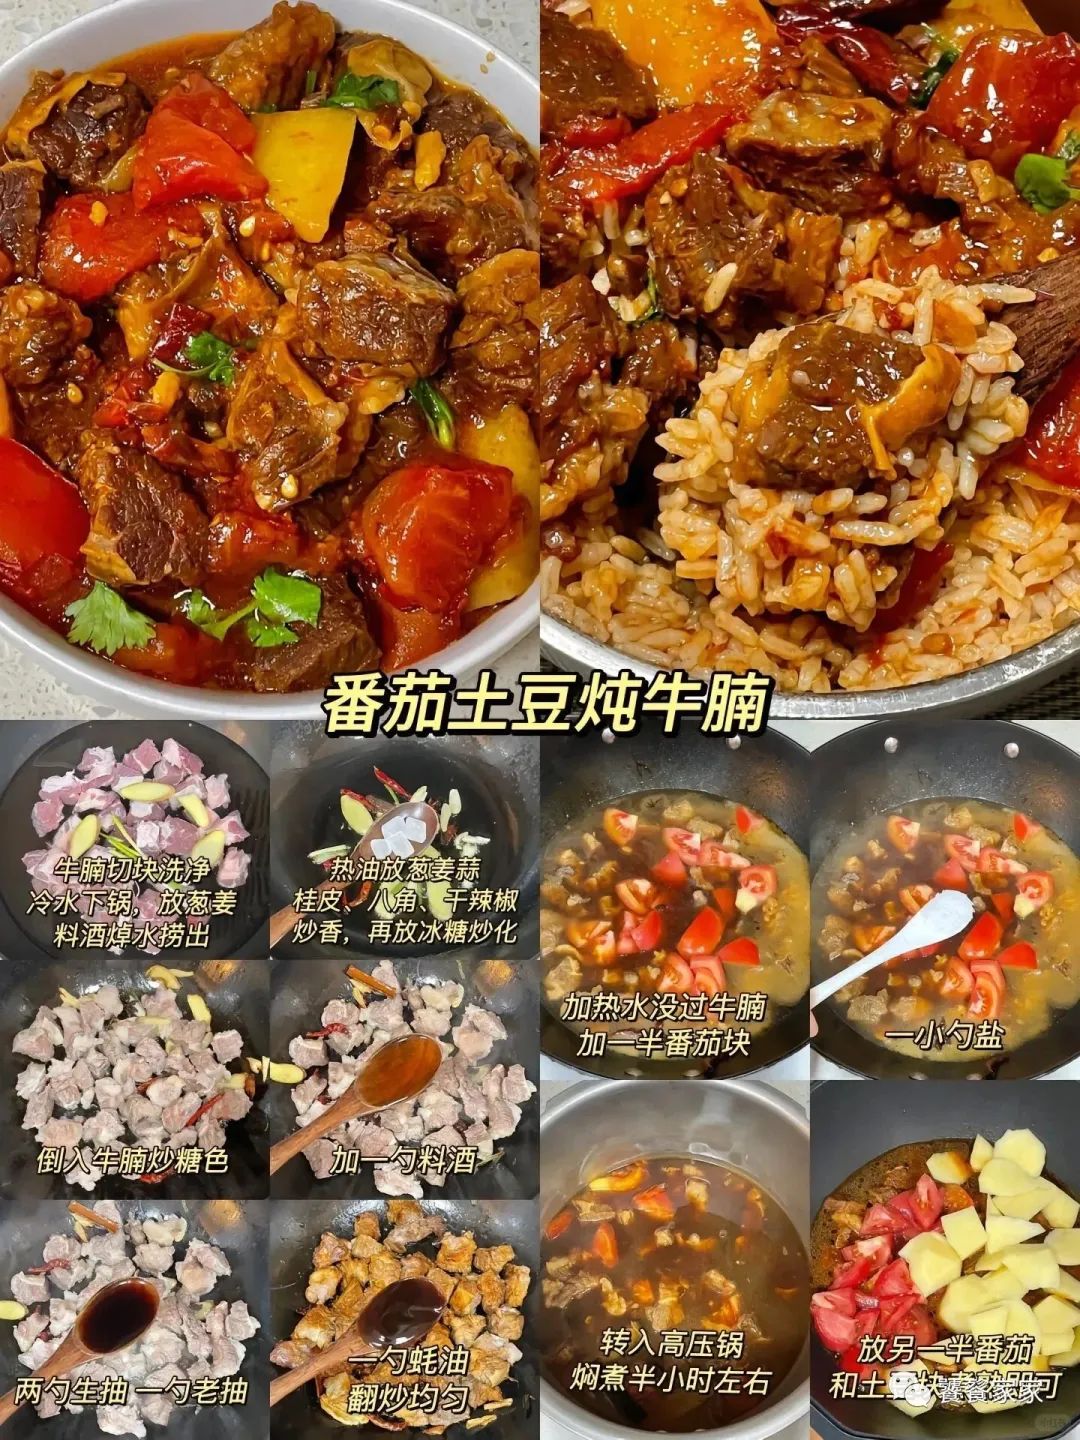 番茄土豆炖牛腩
牛腩切块洗净
冷水下锅，放葱姜
料酒焯水捞出
热油放葱姜蒜
桂皮、八角、干辣椒
炒香，再放冰糖炒化
倒入牛腩炒糖色
加一勺料酒
两勺生抽 一勺老抽
一勺蚝油
翻炒均匀
加热水没过牛腩
加一半番茄块
一小勺盐
转入高压锅
焖煮半小时左右
放另一半番茄
和土豆块煮熟即可